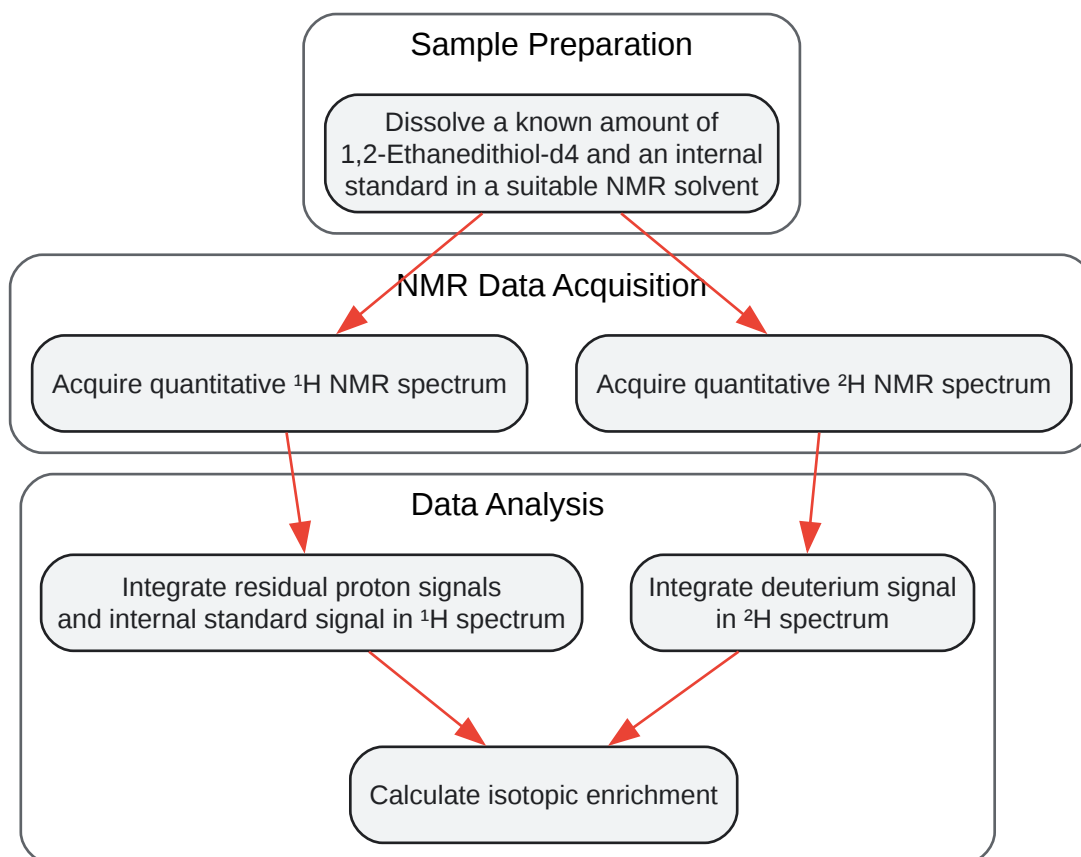 Sample Preparation
Dissolve a known amount of
1,2-Ethanedithiol-d4 and an internal
standard in a suitable NMR solvent
NMR Data Acquisition
Acquire quantitative ¹H NMR spectrum
Acquire quantitative ²H NMR spectrum
Data Analysis
Integrate residual proton signals
and internal standard signal in ¹H spectrum
Integrate deuterium signal
in ²H spectrum
Calculate isotopic enrichment